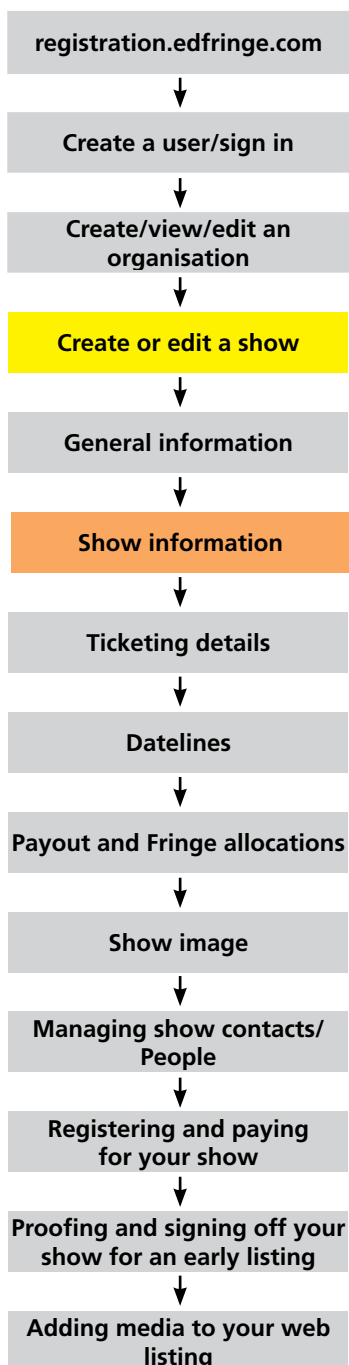 registration.edfringe.com
Create a user/sign in
Create/view/edit an
organisation
Create or edit a show
General information
Show information
Ticketing details
Datelines
Payout and Fringe allocations
Show image
Managing show contacts/
People
Registering and paying
for your show
Proofing and signing off your
show for an early listing
Adding media to your web
listing